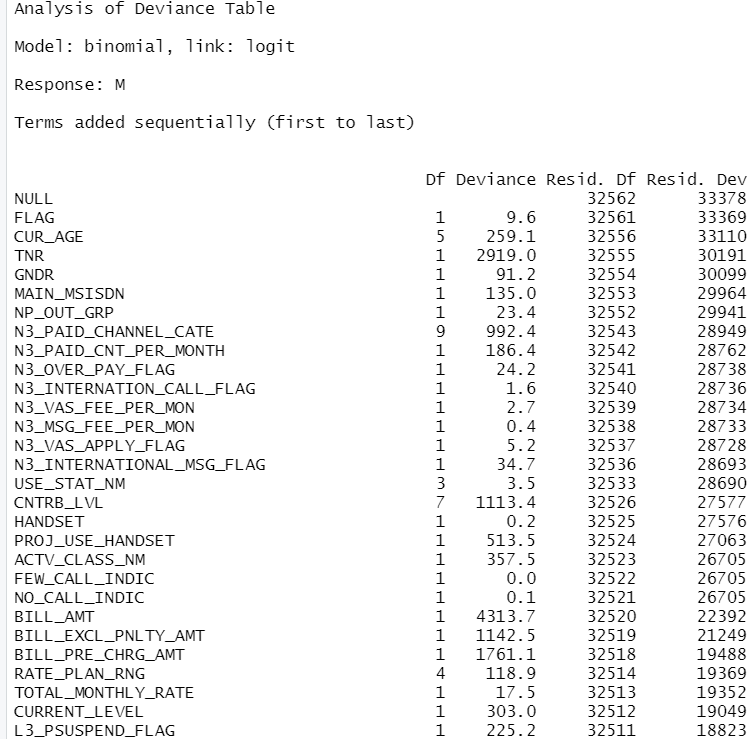 Analysis of Deviance Table
Model: binomial, link: logit
Response: M
Terms added sequentially (first to last)
Df Deviance Resid. Df Resid. Dev
NULL 32562 33378
FLAG 1 9.6 32561 33369
CUR_AGE 5 259.1 32556 33110
TNR 1 2919.0 32555 30191
GNDR 1 91.2 32554 30099
MAIN_MSISDN 1 135.0 32553 29964
NP_OUT_GRP 1 23.4 32552 29941
N3_PAID_CHANNEL_CATE 9 992.4 32543 28949
N3_PAID_CNT_PER_MONTH 1 186.4 32542 28762
N3_OVER_PAY_FLAG 1 24.2 32541 28738
N3_INTERNATION_CALL_FLAG 1 1.6 32540 28736
N3_VAS_FEE_PER_MON 1 2.7 32539 28734
N3_MSG_FEE_PER_MON 1 0.4 32538 28733
N3_VAS_APPLY_FLAG 1 5.2 32537 28728
N3_INTERNATIONAL_MSG_FLAG 1 34.7 32536 28693
USE_STAT_NM 3 3.5 32533 28690
CNTRB_LVL 7 1113.4 32526 27577
HANDSET 1 0.2 32525 27576
PROJ_USE_HANDSET 1 513.5 32524 27063
ACTV_CLASS_NM 1 357.5 32523 26705
FEW_CALL_INDIC 1 0.0 32522 26705
NO_CALL_INDIC 1 0.1 32521 26705
BILL_AMT 1 4313.7 32520 22392
BILL_EXCL_PNLTY_AMT 1 1142.5 32519 21249
BILL_PRE_CHRG_AMT 1 1761.1 32518 19488
RATE_PLAN_RNG 4 118.9 32514 19369
TOTAL_MONTHLY_RATE 1 17.5 32513 19352
CURRENT_LEVEL 1 303.0 32512 19049
L3_PSUSPEND_FLAG 1 225.2 32511 18823